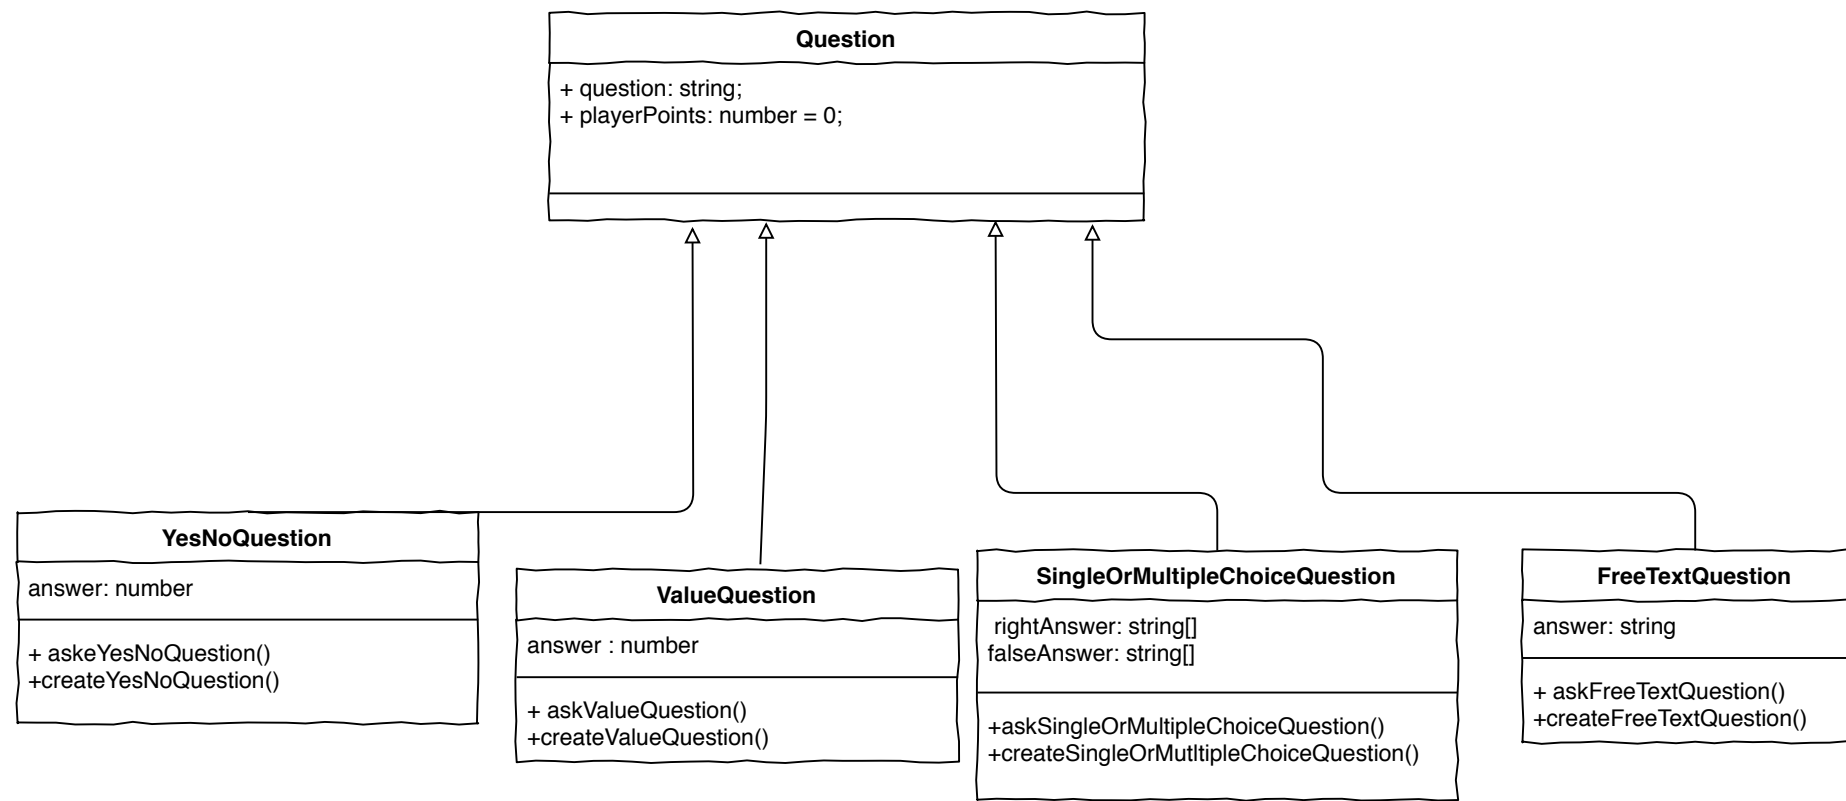 Question
+ question: string;
+ playerPoints: number = 0;
YesNoQuestion
answer: number
+ askeYesNoQuestion()
+createYesNoQuestion()
ValueQuestion
answer : number
+ askValueQuestion()
+createValueQuestion()
SingleOrMultipleChoiceQuestion
rightAnswer: string[]
falseAnswer: string[]
+askSingleOrMultipleChoiceQuestion()
+createSingleOrMutltipleChoiceQuestion()
FreeTextQuestion
answer: string
+ askFreeTextQuestion()
+createFreeTextQuestion()